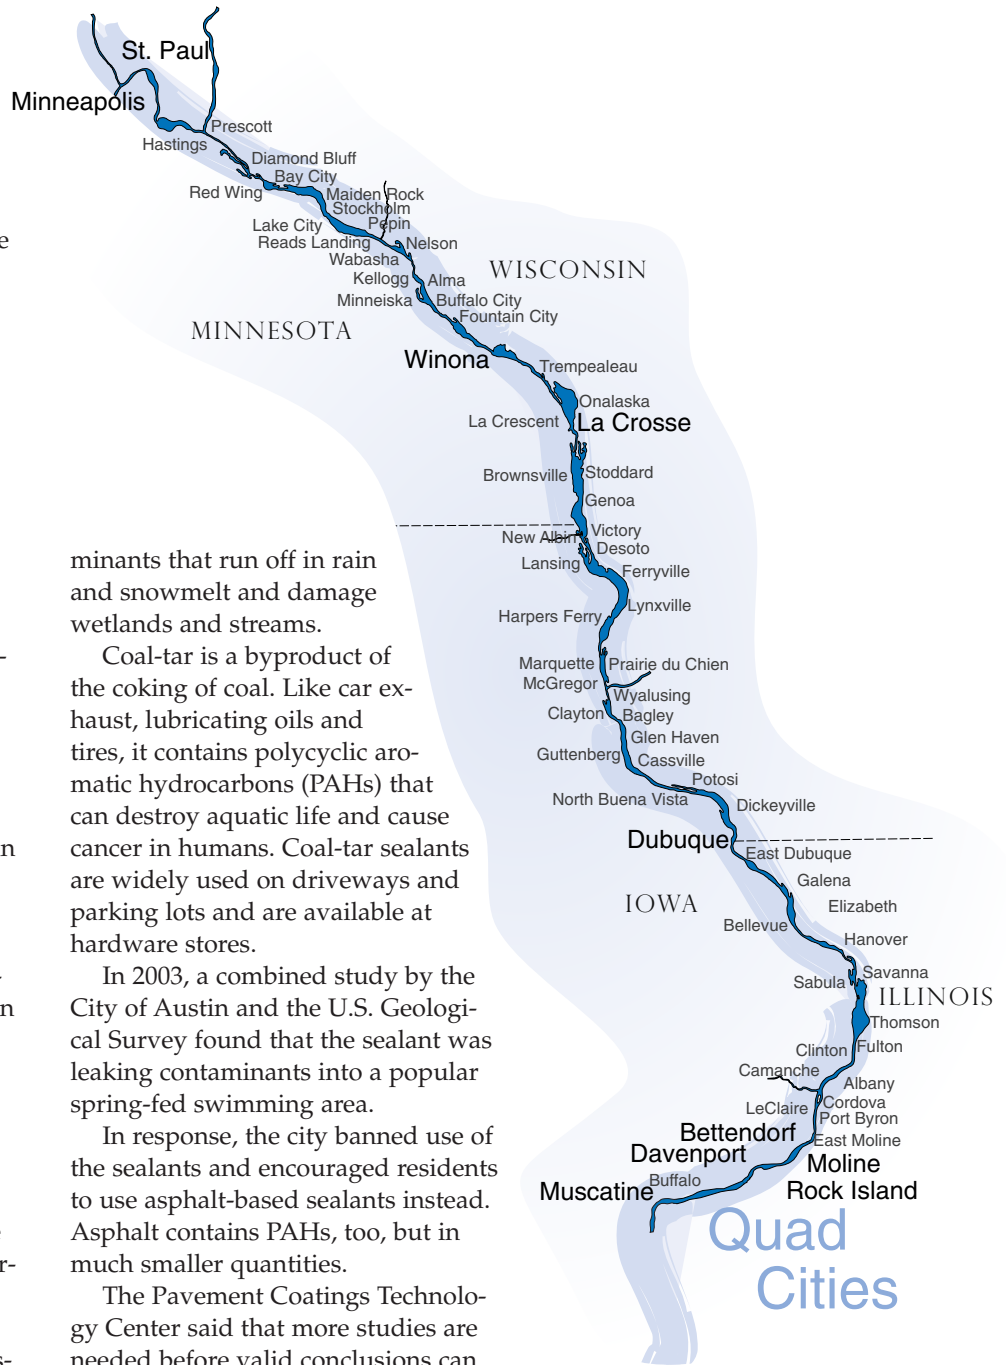 St. Paul
Minneapolis
Prescott
Hastings
Diamond Bluff
Bay City
Red Wing
Maiden Rock
Stockholm
Lake City
Pepin
Reads Landing
Nelson
Wabasha
Kellogg
Alma
Minneiska
Buffalo City
Fountain City
WISCONSIN
MINNESOTA
Winona
Trempealeau
Onalaska
La Crescent
La Crosse
Brownsville
Stoddard
Genoa
Victory
New Albin
Desoto
Lansing
Ferryville
Lynxville
Harpers Ferry
Marquette
Prairie du Chien
McGregor
Wyalusing
Clayton
Bagley
Glen Haven
Guttenberg
Cassville
Potosi
North Buena Vista
Dickeyville
Dubuque
East Dubuque
Galena
IOWA
Elizabeth
Bellevue
Hanover
Savanna
Sabula
ILLINOIS
Thomson
Fulton
Clinton
Camanche
Albany
Cordova
LeClaire
Port Byron
Bettendorf
East Moline
Davenport
Moline
Buffalo
Muscatine
Rock Island
Quad
Cities
e
-
n
n
r-
s-
minants that run off in rain
and snowmelt and damage
wetlands and streams.
Coal-tar is a byproduct of
the coking of coal. Like car ex-
haust, lubricating oils and
tires, it contains polycyclic aro-
matic hydrocarbons (PAHs) that
can destroy aquatic life and cause
cancer in humans. Coal-tar sealants
are widely used on driveways and
parking lots and are available at
hardware stores.
In 2003, a combined study by the
City of Austin and the U.S. Geologi-
cal Survey found that the sealant was
leaking contaminants into a popular
spring-fed swimming area.
In response, the city banned use of
the sealants and encouraged residents
to use asphalt-based sealants instead.
Asphalt contains PAHs, too, but in
much smaller quantities.
The Pavement Coatings Technolo-
gy Center said that more studies are
needed before valid conclusions can